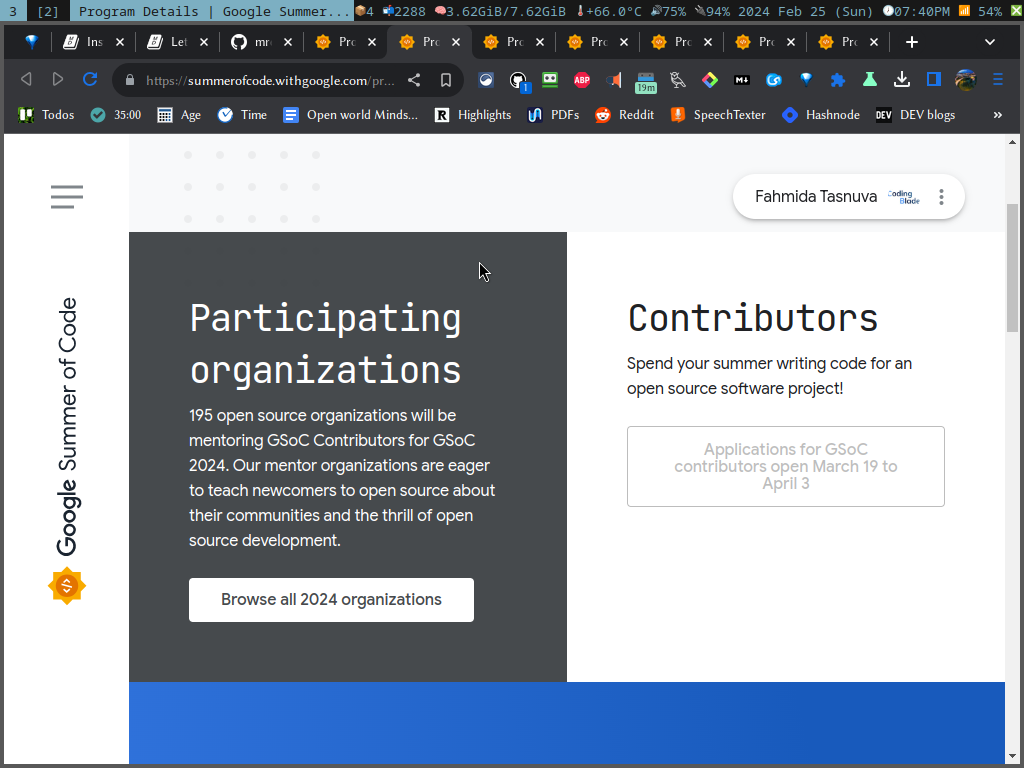 3 [2] Program Details | Google Summer... 4 2288 3.62GiB/7.62GiB +66.0°C 75% 94% 2024 Feb 25 (Sun) 07:40PM 54%
Ins Let mr Pro Pro Pro Pro Pro Pro Pro
https://summerofcode.withgoogle.com/pr...
1 ABP 19m M↓
Todos 35:00 Age Time Open world Minds... Highlights PDFs Reddit SpeechTexter Hashnode DEV DEV blogs »
Fahmida Tasnuva Coding Blade
Google Summer of Code
Participating
organizations
195 open source organizations will be
mentoring GSoC Contributors for GSoC
2024. Our mentor organizations are eager
to teach newcomers to open source about
their communities and the thrill of open
source development.
Browse all 2024 organizations
Contributors
Spend your summer writing code for an
open source software project!
Applications for GSoC
contributors open March 19 to
April 3